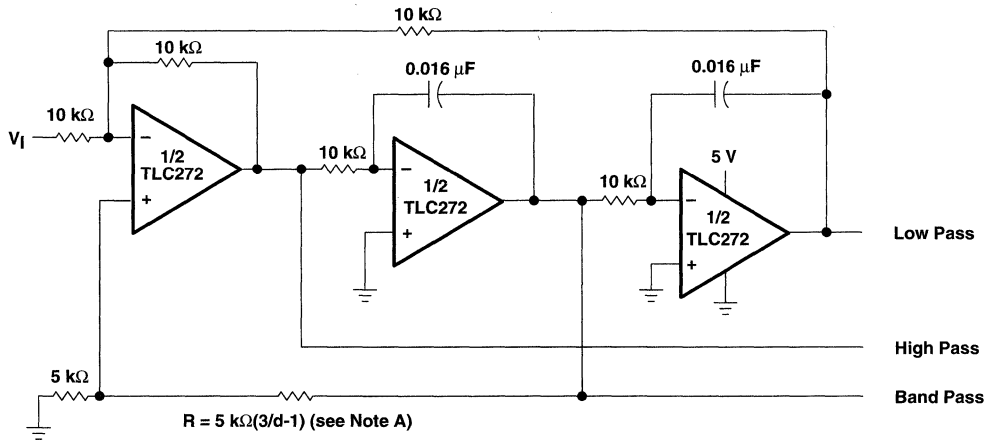 10 kΩ
10 kΩ
0.016 μF
0.016 μF
10 kΩ
VI
−
1/2
TLC272
+
10 kΩ
−
1/2
TLC272
+
5 V
10 kΩ
−
1/2
TLC272
+
Low Pass
High Pass
5 kΩ
Band Pass
R = 5 kΩ(3/d-1) (see Note A)